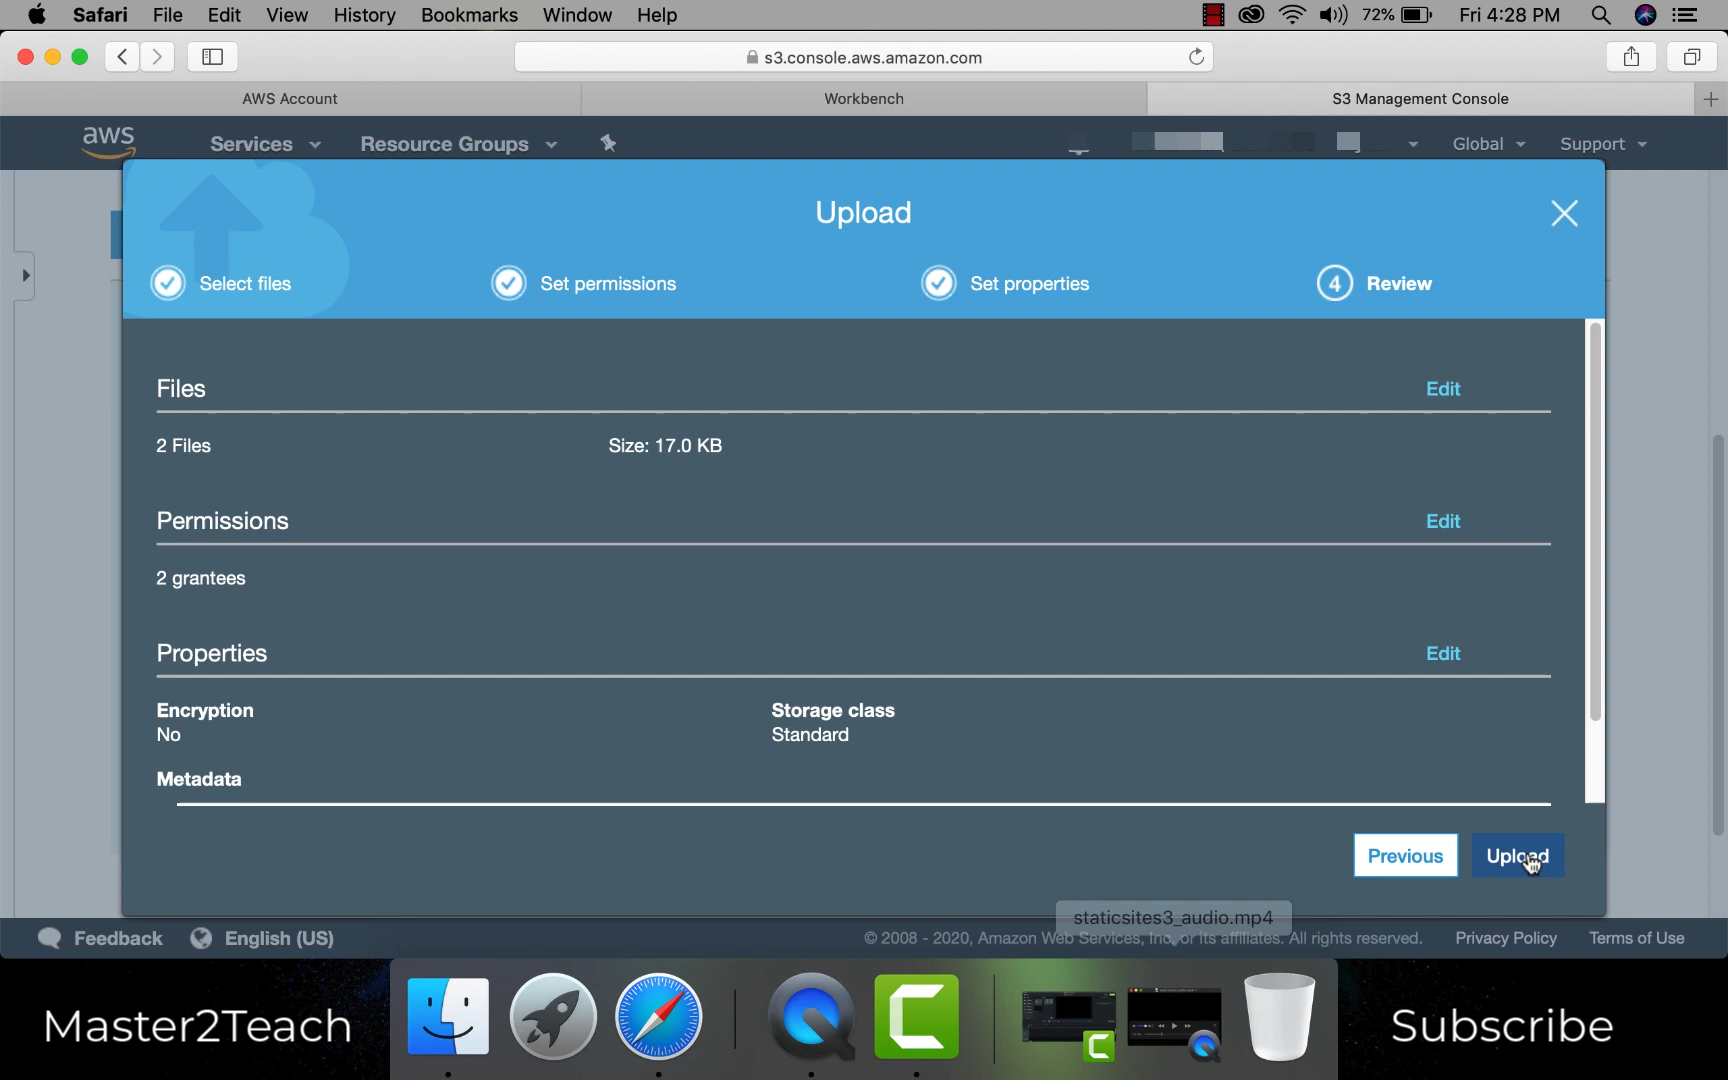 Safari File Edit View History Bookmarks Window Help 72% Fri 4:28 PM
s3.console.aws.amazon.com
AWS Account Workbench S3 Management Console
aws Services Resource Groups Global Support
Upload
Select files Set permissions Set properties 4 Review
Files Edit
2 Files Size: 17.0 KB
Permissions Edit
2 grantees
Properties Edit
Encryption Storage class
No Standard
Metadata
Previous Upload
staticsites3_audio.mp4
Feedback English (US) © 2008 - 2020, Amazon Web Services, Inc. or its affiliates. All rights reserved. Privacy Policy Terms of Use
Master2Teach Subscribe